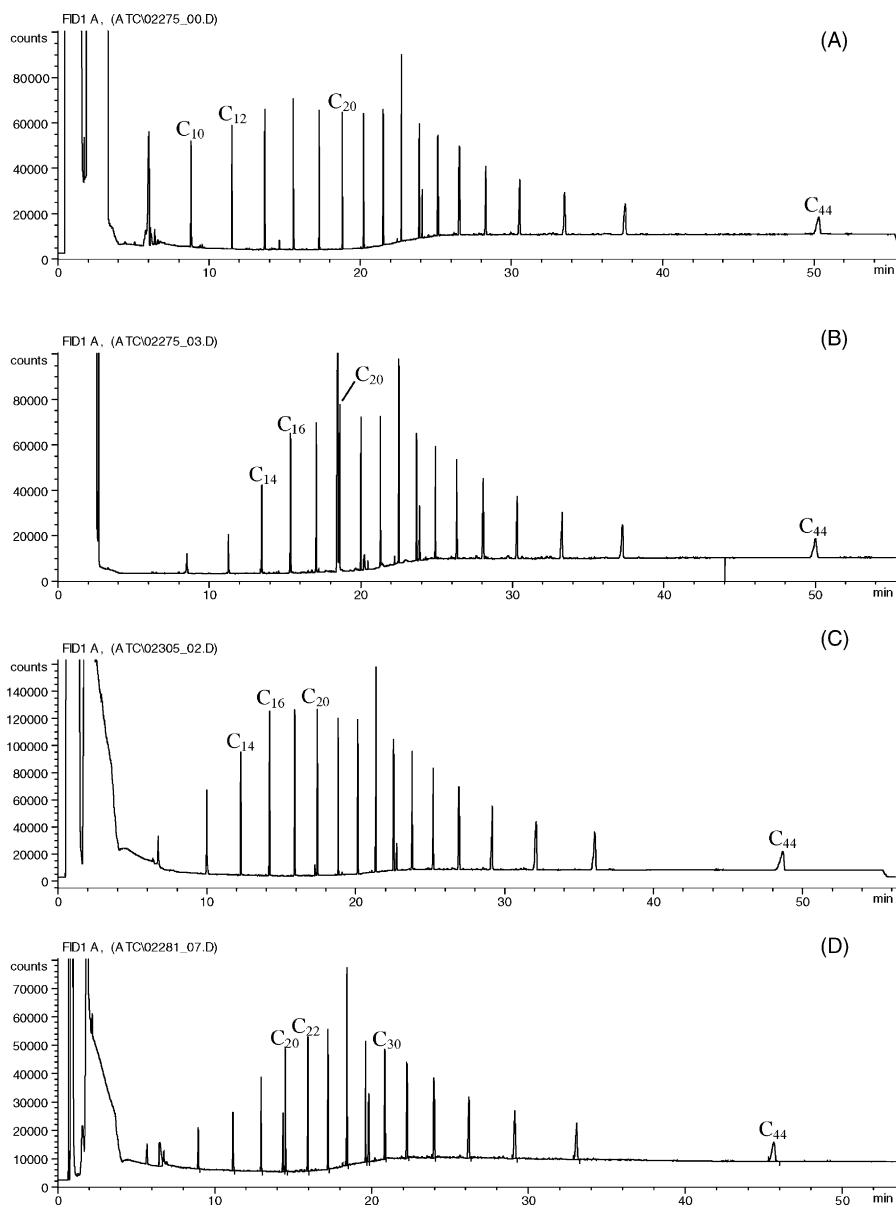 FID1 A, (ATC\02275_00.D)
counts
(A)
80000
60000
40000
20000
0
C10
C12
C20
C44
0 10 20 30 40 50
min
FID1 A, (ATC\02275_03.D)
counts
(B)
80000
60000
40000
20000
0
C14
C16
C20
C44
0 10 20 30 40 50
min
FID1 A, (ATC\02305_02.D)
counts
(C)
140000
120000
100000
80000
60000
40000
20000
0
C14
C16
C20
C44
0 10 20 30 40 50
min
FID1 A, (ATC\02281_07.D)
counts
(D)
70000
60000
50000
40000
30000
20000
10000
0
C20
C22
C30
C44
0 10 20 30 40 50
min